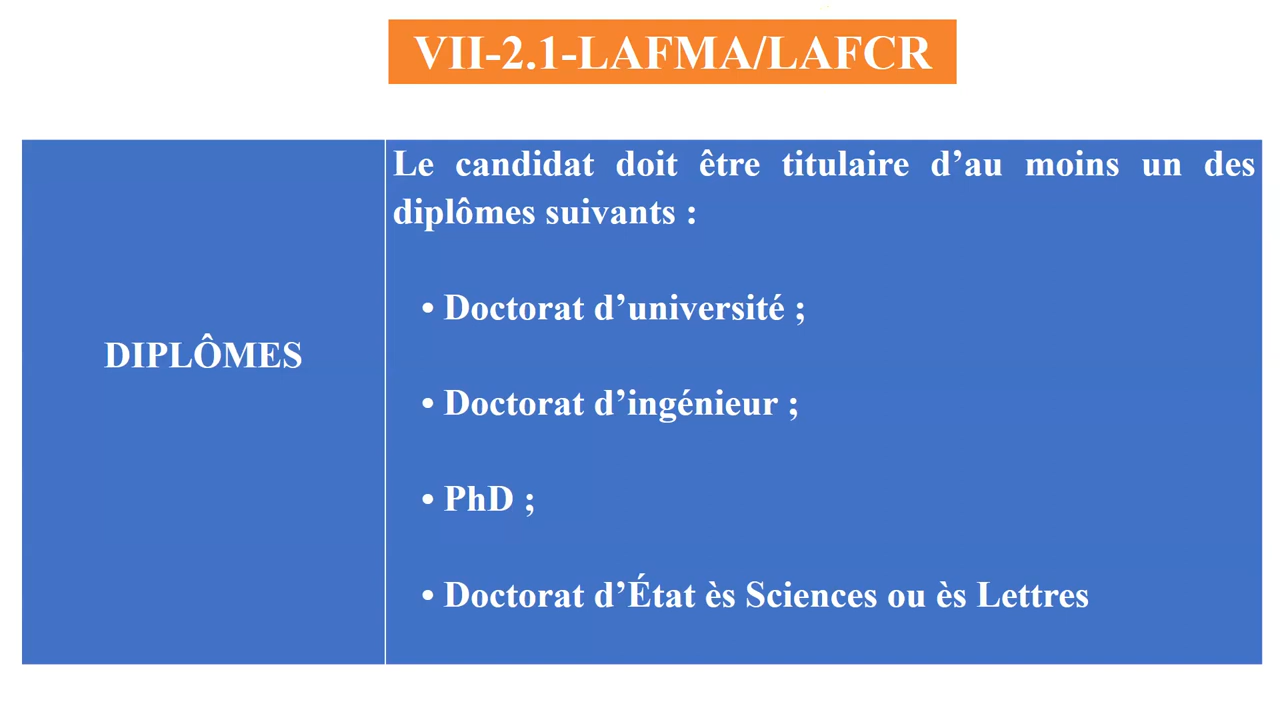 VII-2.1-LAFMA/LAFCR
DIPLÔMES
Le candidat doit être titulaire d’au moins un des
diplômes suivants :
• Doctorat d’université ;
• Doctorat d’ingénieur ;
• PhD ;
• Doctorat d’État ès Sciences ou ès Lettres